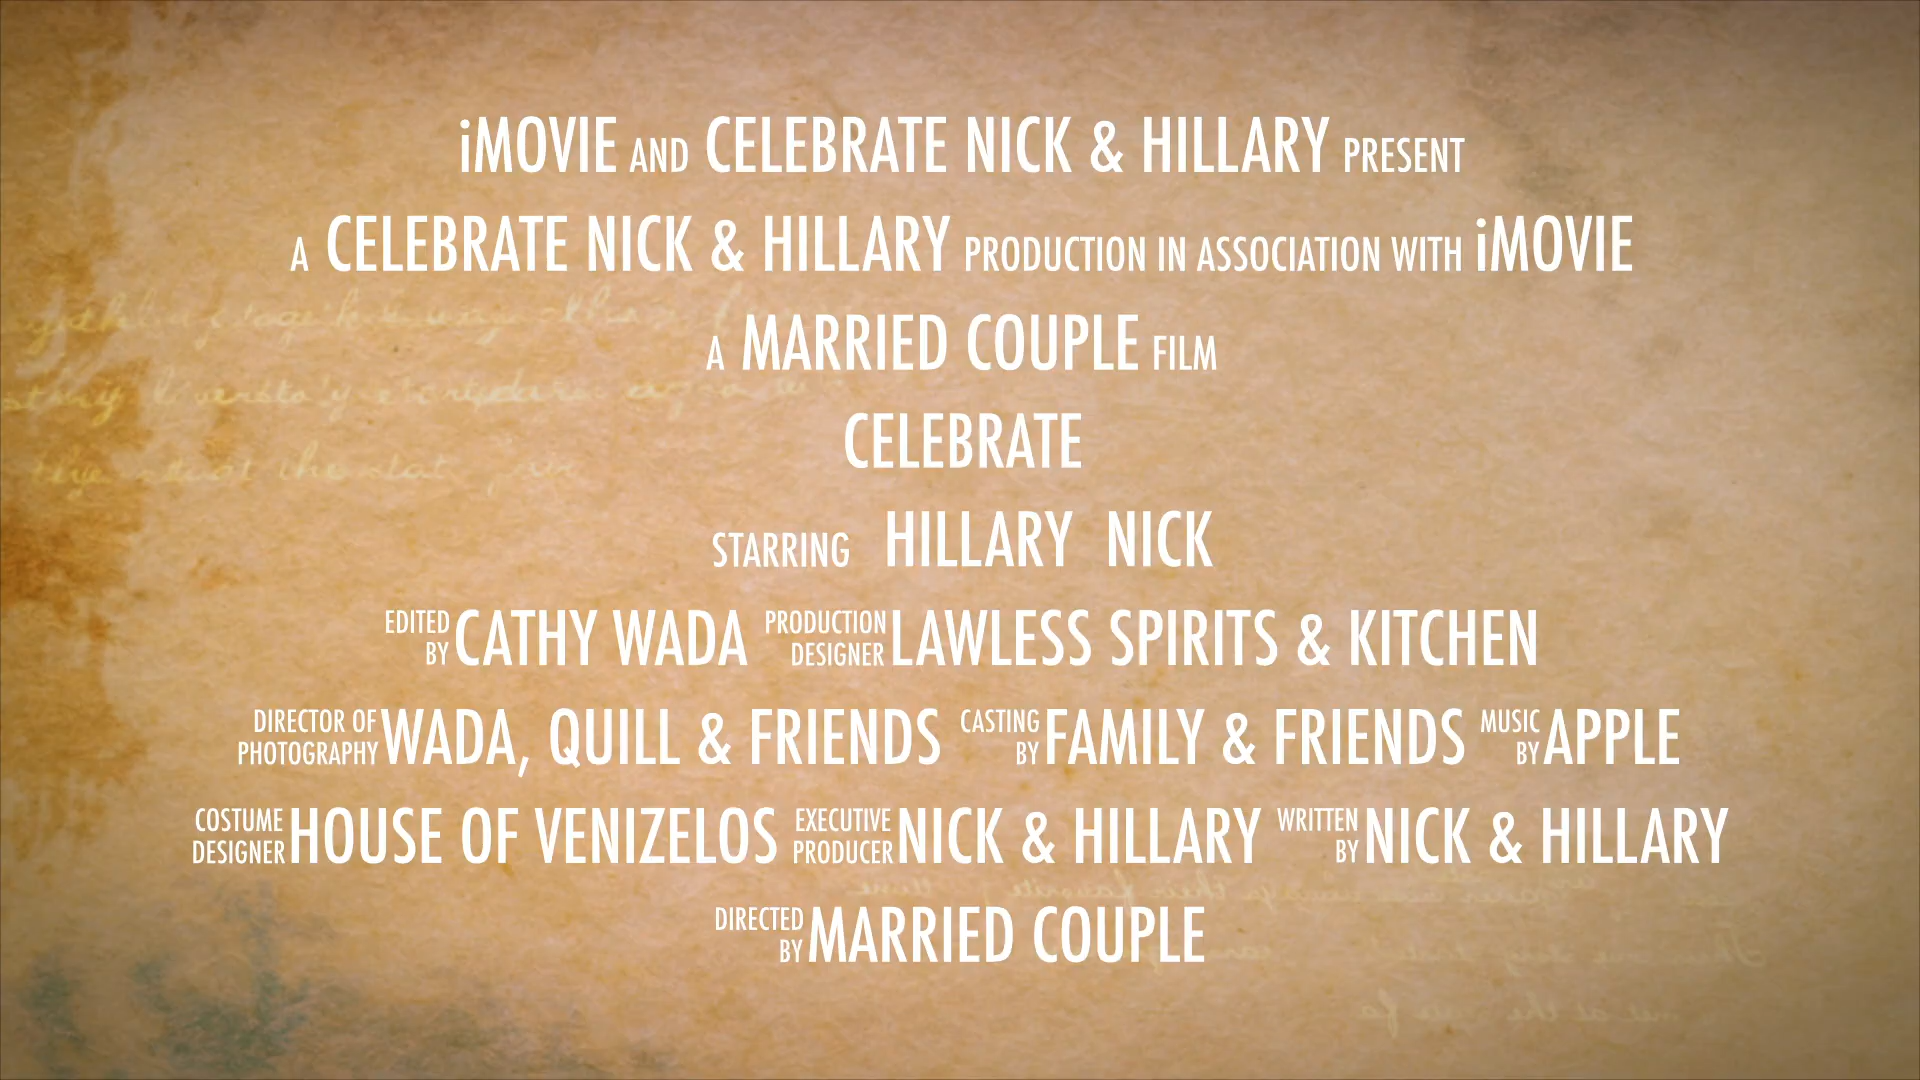 iMOVIE AND CELEBRATE NICK & HILLARY PRESENT
A CELEBRATE NICK & HILLARY PRODUCTION IN ASSOCIATION WITH iMOVIE
A MARRIED COUPLE FILM
CELEBRATE
STARRING HILLARY NICK
EDITED BY CATHY WADA PRODUCTION DESIGNER LAWLESS SPIRITS & KITCHEN
DIRECTOR OF PHOTOGRAPHY WADA, QUILL & FRIENDS CASTING BY FAMILY & FRIENDS MUSIC BY APPLE
COSTUME DESIGNER HOUSE OF VENIZELOS EXECUTIVE PRODUCER NICK & HILLARY WRITTEN BY NICK & HILLARY
DIRECTED BY MARRIED COUPLE